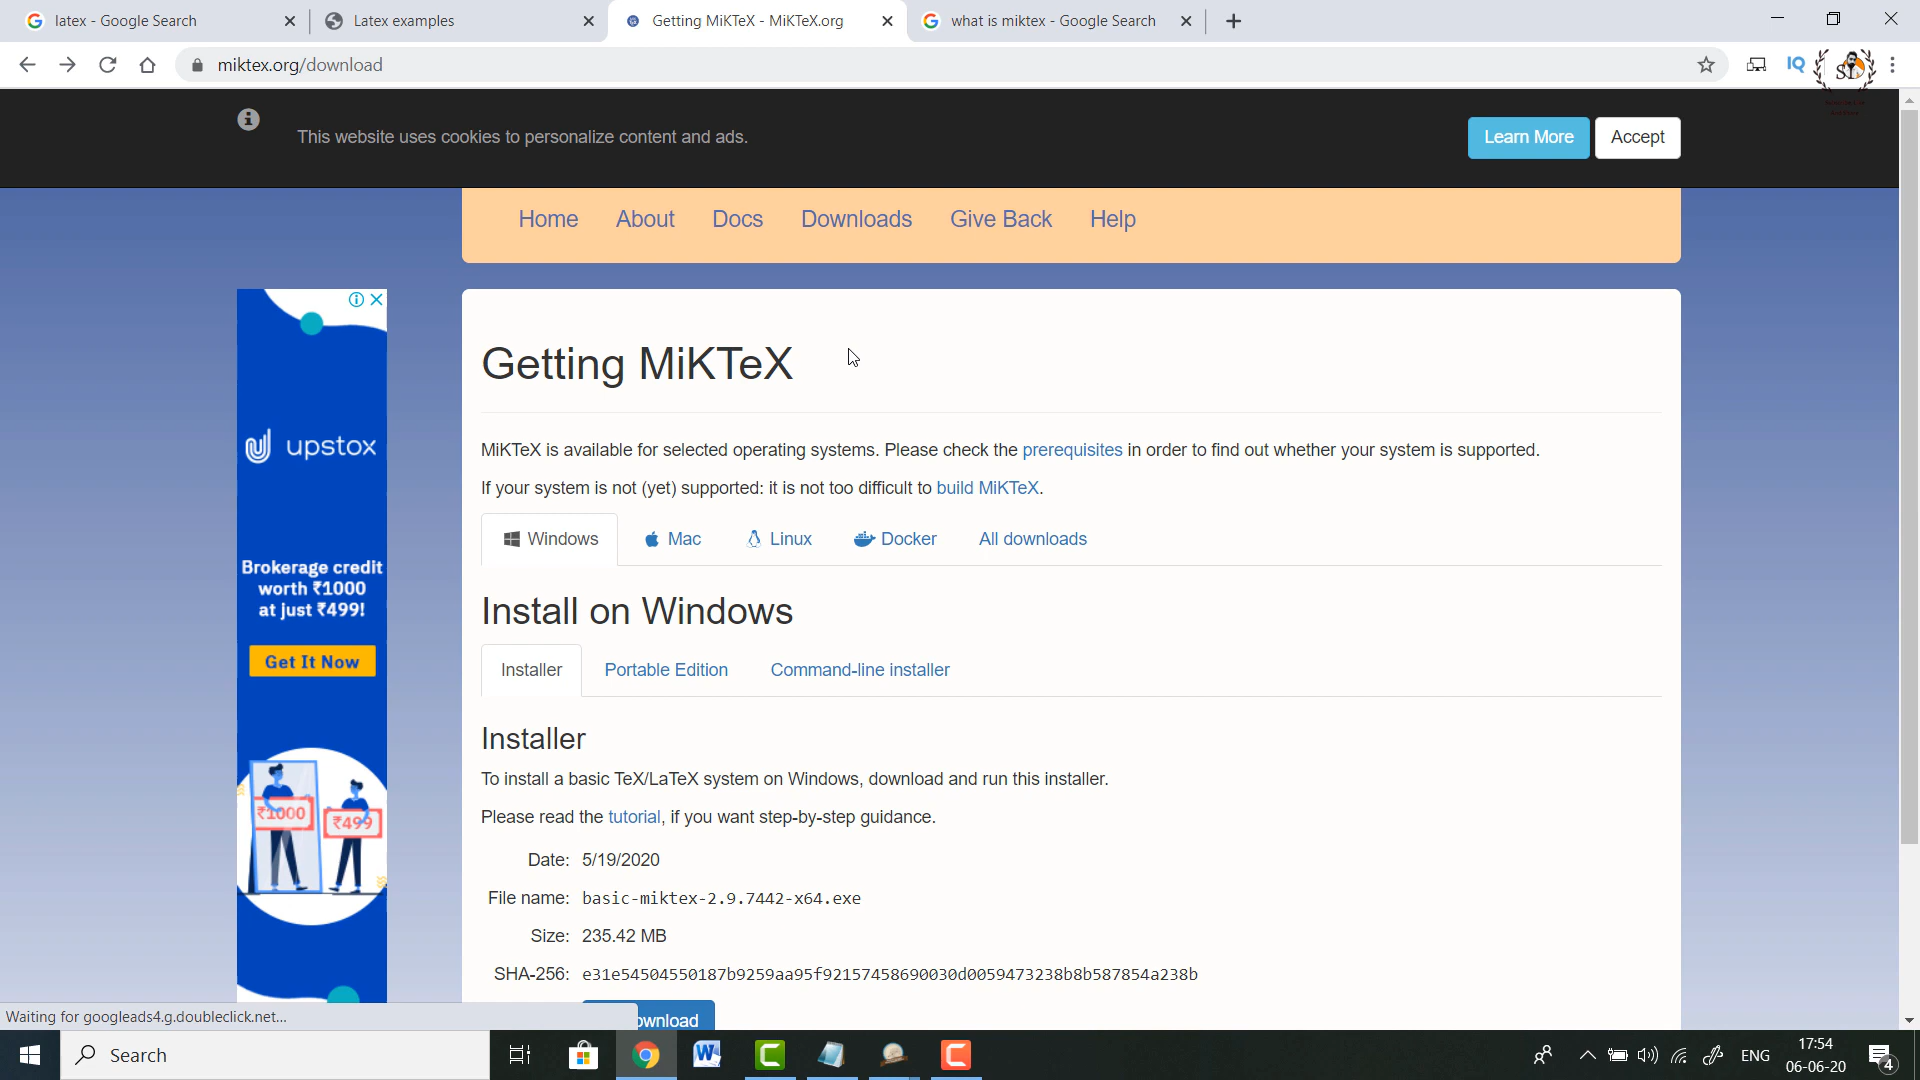 latex - Google Search
Latex examples
Getting MiKTeX - MiKTeX.org
what is miktex - Google Search
miktex.org/download
IQ
This website uses cookies to personalize content and ads.
Learn More
Accept
Home
About
Docs
Downloads
Give Back
Help
upstox
Brokerage credit
worth ₹1000
at just ₹499!
Get It Now
₹1000
₹499
Getting MiKTeX
MiKTeX is available for selected operating systems. Please check the prerequisites in order to find out whether your system is supported.
If your system is not (yet) supported: it is not too difficult to build MiKTeX.
Windows
Mac
Linux
Docker
All downloads
Install on Windows
Installer
Portable Edition
Command-line installer
Installer
To install a basic TeX/LaTeX system on Windows, download and run this installer.
Please read the tutorial, if you want step-by-step guidance.
Date: 5/19/2020
File name: basic-miktex-2.9.7442-x64.exe
Size: 235.42 MB
SHA-256: e31e54504550187b9259aa95f92157458690030d0059473238b8b587854a238b
ownload
Waiting for googleads4.g.doubleclick.net...
Search
ENG
17:54
06-06-20
4